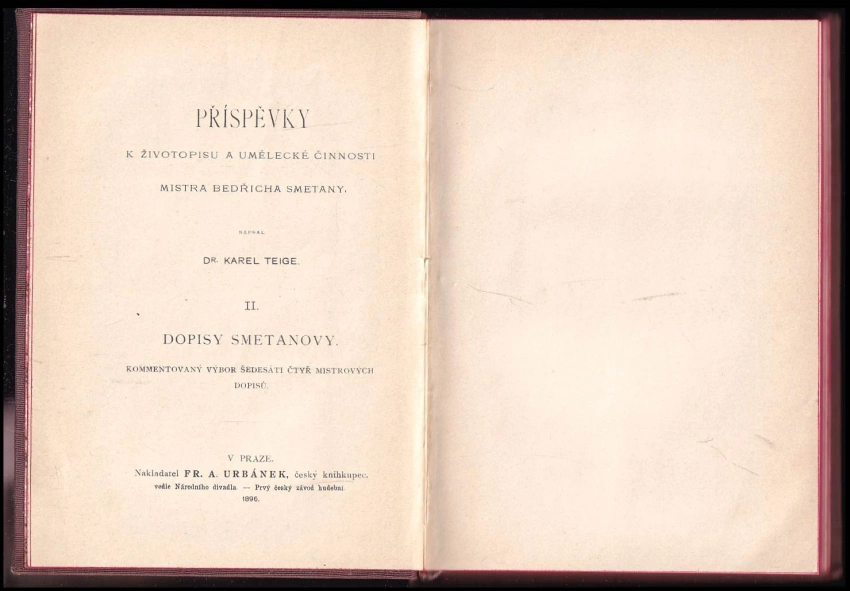 PŘÍSPĚVKY
K ŽIVOTOPISU A UMĚLECKÉ ČINNOSTI
MISTRA BEDŘICHA SMETANY.
NAPSAL
DR. KAREL TEIGE.
II.
DOPISY SMETANOVY.
KOMMENTOVANÝ VÝBOR ŠEDESÁTI ČTYŘ MISTROVÝCH
DOPISŮ.
V PRAZE.
Nakladatel FR. A. URBÁNEK, český knihkupec,
vedle Národního divadla. — Prvý český závod hudební.
1896.